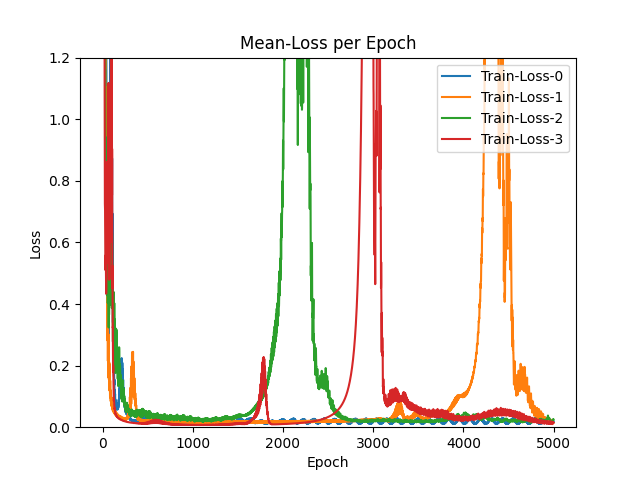 Mean-Loss per Epoch
1.2
1.0
0.8
0.6
0.4
0.2
0.0
Loss
Train-Loss-0
Train-Loss-1
Train-Loss-2
Train-Loss-3
0 1000 2000 3000 4000 5000
Epoch